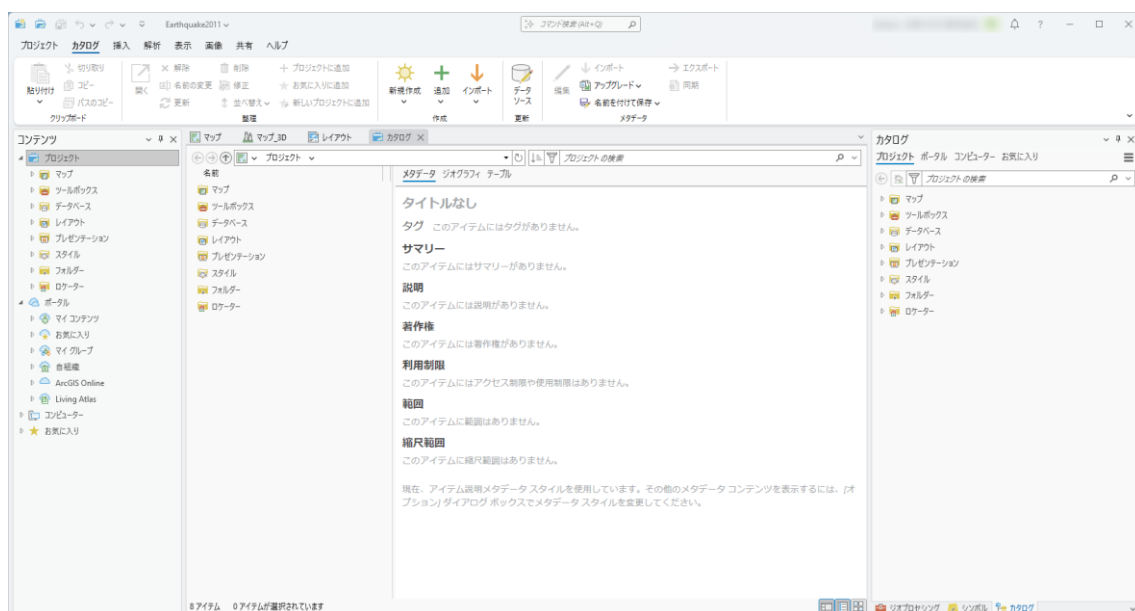 Earthquake2011
コマンド検索 (Alt+Q)
プロジェクト カタログ 挿入 解析 表示 画像 共有 ヘルプ
貼り付け
切り取り
コピー
パスのコピー
クリップボード
開く
解除
名前の変更
更新
削除
修正
並べ替え
プロジェクトに追加
お気に入りに追加
新しいプロジェクトに追加
整理
新規作成
追加
インポート
作成
データ
ソース
更新
編集
インポート
アップグレード
名前を付けて保存
エクスポート
同期
メタデータ
コンテンツ
プロジェクト
マップ
ツールボックス
データベース
レイアウト
プレゼンテーション
スタイル
フォルダー
ロケーター
ポータル
マイ コンテンツ
お気に入り
マイ グループ
自組織
ArcGIS Online
Living Atlas
コンピューター
お気に入り
マップ マップ_3D レイアウト カタログ
プロジェクト
プロジェクト の検索
名前
マップ
ツールボックス
データベース
レイアウト
プレゼンテーション
スタイル
フォルダー
ロケーター
メタデータ ジオグラフィ テーブル
タイトルなし
タグ このアイテムにはタグがありません。
サマリー
このアイテムにはサマリーがありません。
説明
このアイテムには説明がありません。
著作権
このアイテムには著作権がありません。
利用制限
このアイテムにはアクセス制限や使用制限はありません。
範囲
このアイテムに範囲はありません。
縮尺範囲
このアイテムに縮尺範囲はありません。
現在、アイテム説明メタデータ スタイルを使用しています。その他のメタデータ コンテンツを表示するには、[オ
プション] ダイアログ ボックスでメタデータ スタイルを変更してください。
8 アイテム 0 アイテムが選択されています
カタログ
プロジェクト ポータル コンピューター お気に入り
プロジェクト の検索
マップ
ツールボックス
データベース
レイアウト
プレゼンテーション
スタイル
フォルダー
ロケーター
ジオプロセシング シンボル カタログ